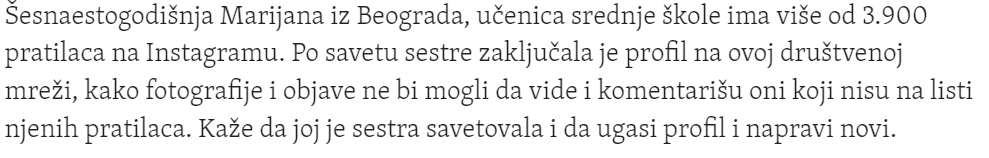 Šesnaestogodišnja Marijana iz Beograda, učenica srednje škole ima više od 3.900
pratilaca na Instagramu. Po savetu sestre zaključala je profil na ovoj društvenoj
mreži, kako fotografije i objave ne bi mogli da vide i komentarišu oni koji nisu na listi
njenih pratilaca. Kaže da joj je sestra savetovala i da ugasi profil i napravi novi.